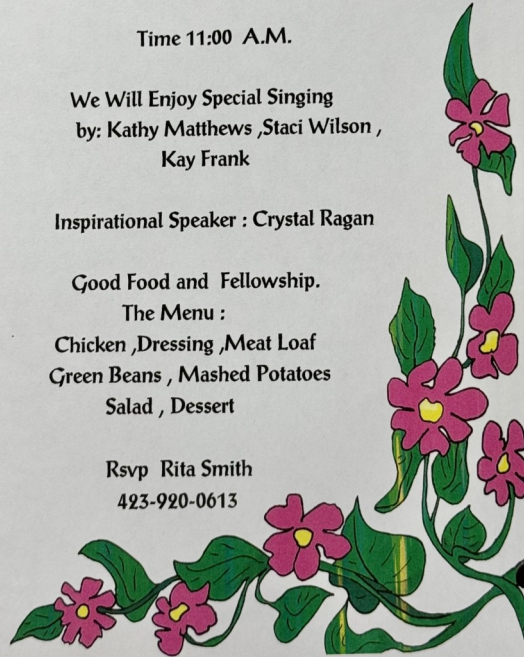 Time 11:00 A.M.
We Will Enjoy Special Singing
by: Kathy Matthews ,Staci Wilson ,
Kay Frank
Inspirational Speaker : Crystal Ragan
Good Food and Fellowship.
The Menu :
Chicken ,Dressing ,Meat Loaf
Green Beans , Mashed Potatoes
Salad , Dessert
Rsvp Rita Smith
423-920-0613